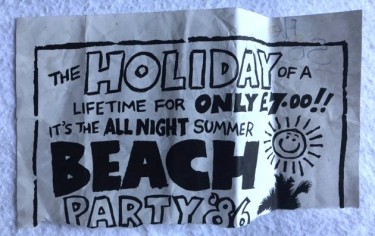 THE HOLIDAY OF A
LIFETIME FOR ONLY £7.00!!
IT'S THE ALL NIGHT SUMMER
BEACH
PARTY '86